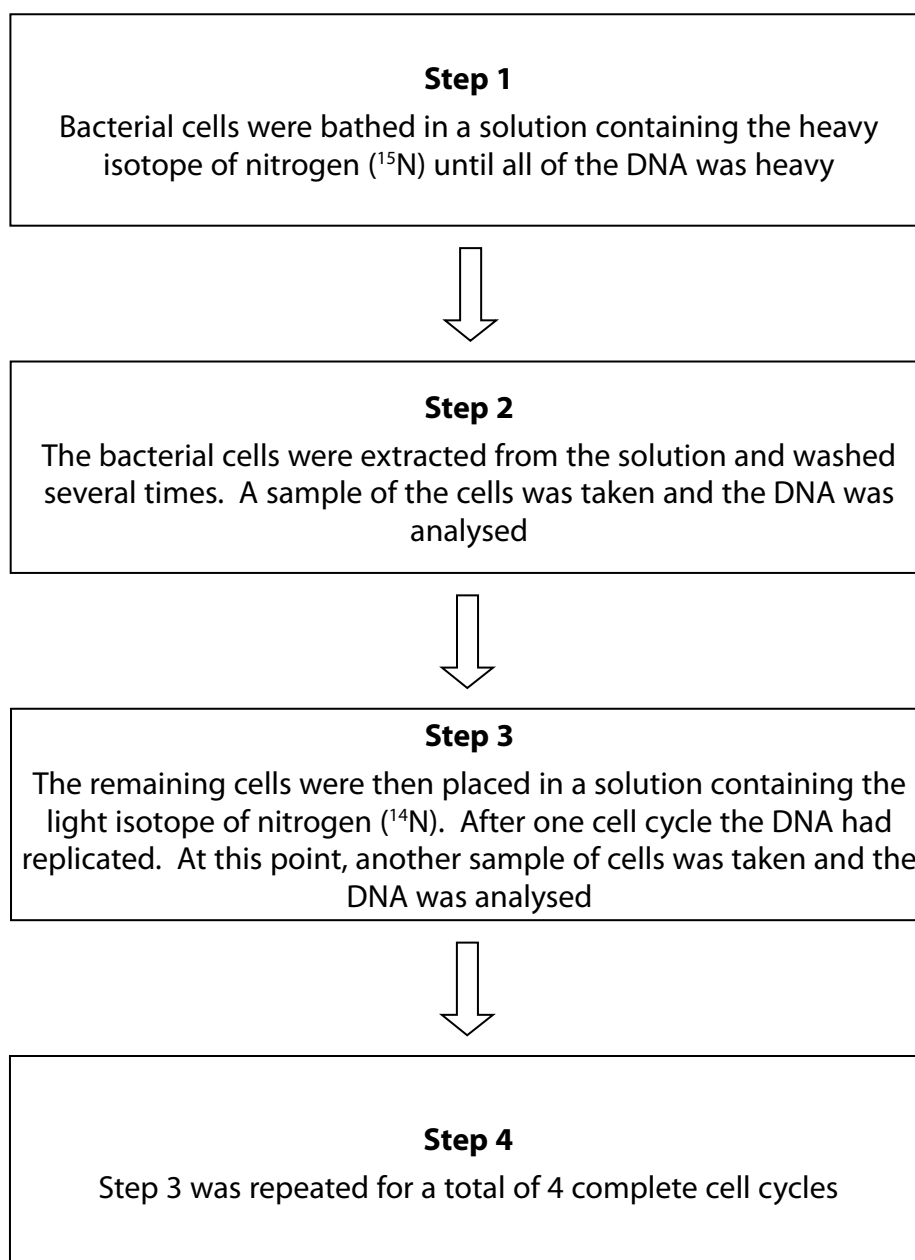 Step 1
Bacterial cells were bathed in a solution containing the heavy
isotope of nitrogen (¹⁵N) until all of the DNA was heavy
Step 2
The bacterial cells were extracted from the solution and washed
several times.  A sample of the cells was taken and the DNA was
analysed
Step 3
The remaining cells were then placed in a solution containing the
light isotope of nitrogen (¹⁴N).  After one cell cycle the DNA had
replicated.  At this point, another sample of cells was taken and the
DNA was analysed
Step 4
Step 3 was repeated for a total of 4 complete cell cycles